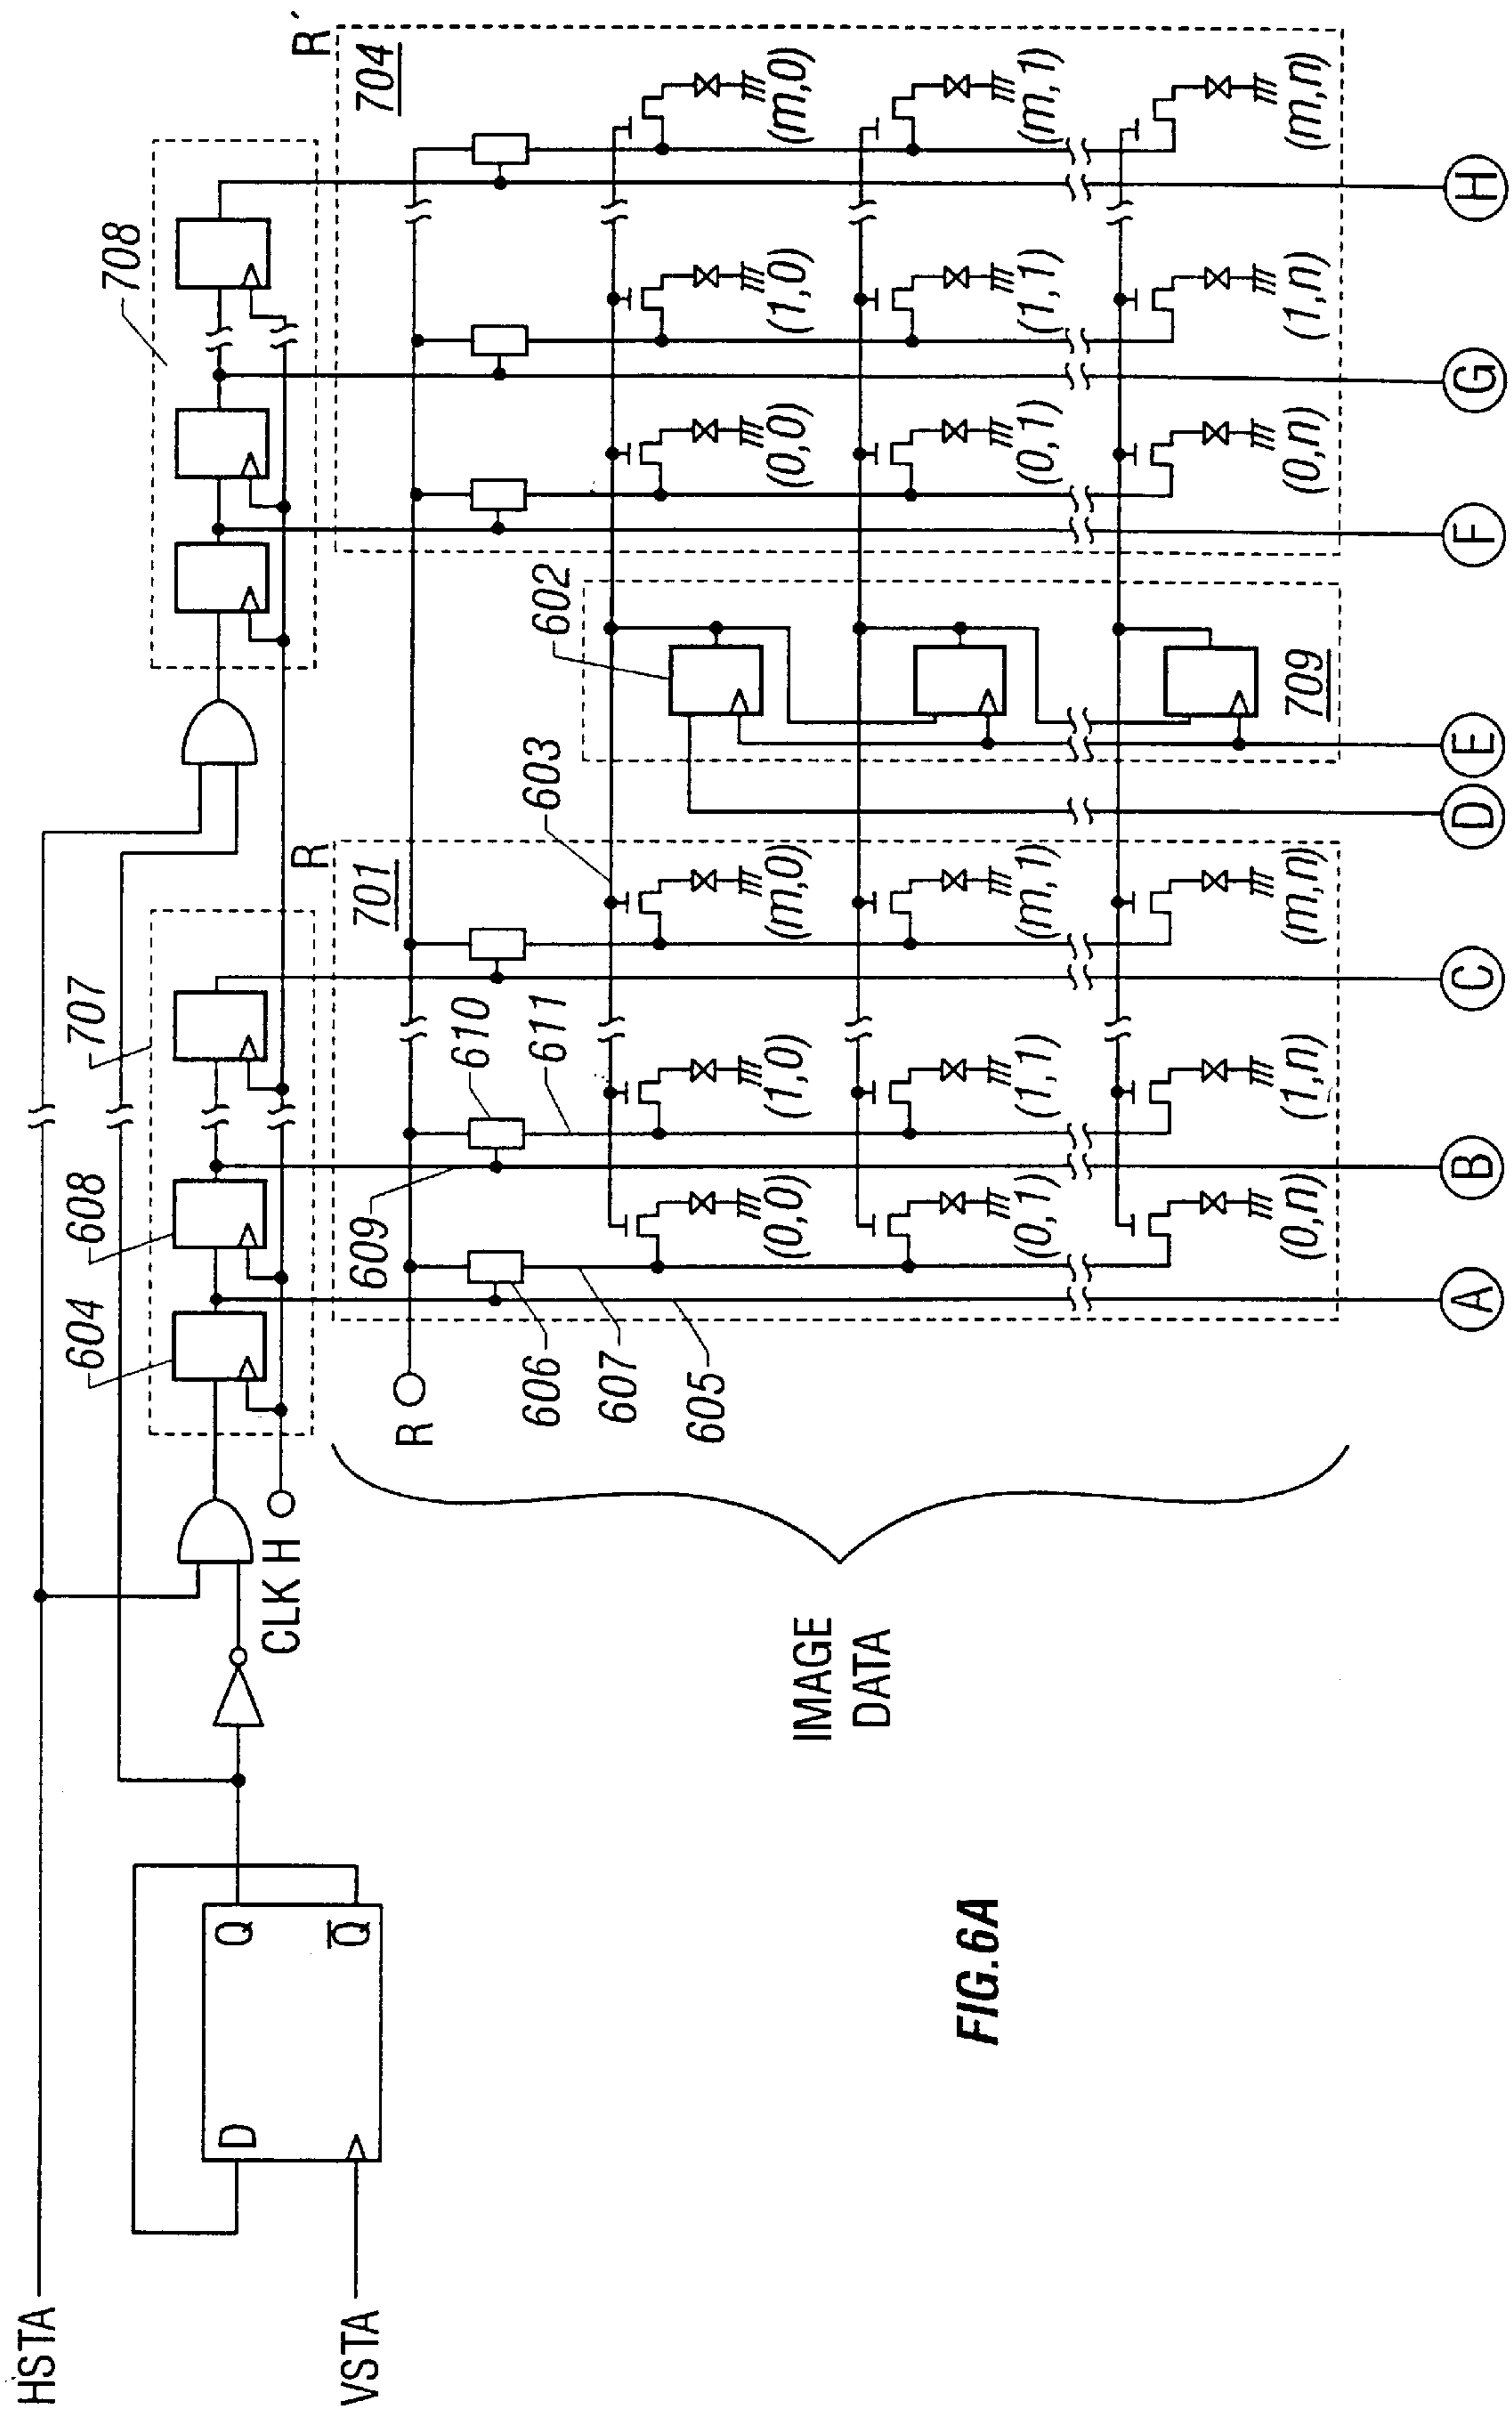 HSTA
VSTA
D
Q
Q̅
CLK H
604
608
707
708
R
R
701
R´
704
606
607
605
609
610
611
603
602
709
(0,0)
(1,0)
(m,0)
(0,0)
(1,0)
(m,0)
(0,1)
(1,1)
(m,1)
(0,1)
(1,1)
(m,1)
(0,n)
(1,n)
(m,n)
(0,n)
(1,n)
(m,n)
IMAGE
DATA
A
B
C
D
E
F
G
H
FIG.6A